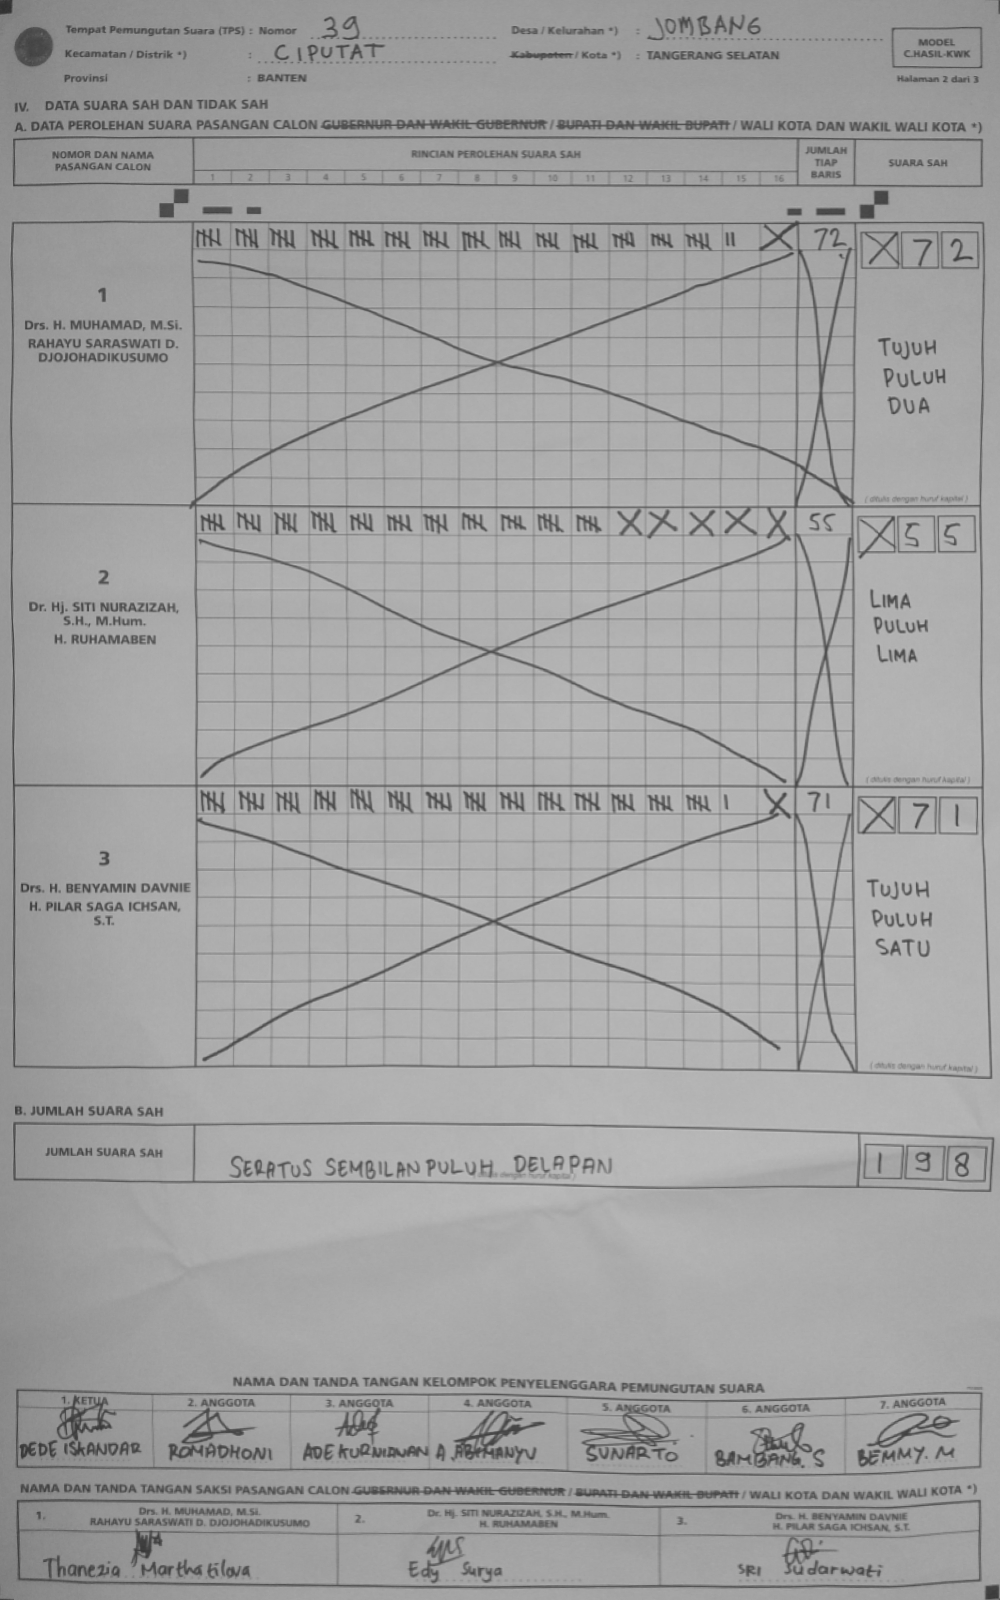 Tempat Pemungutan Suara (TPS) : Nomor 39 Desa / Kelurahan *) : JOMBANG
Kecamatan / Distrik *) : CIPUTAT Kabupaten / Kota *) : TANGERANG SELATAN
Provinsi : BANTEN
MODEL
C.HASIL-KWK
Halaman 2 dari 3
IV. DATA SUARA SAH DAN TIDAK SAH
A. DATA PEROLEHAN SUARA PASANGAN CALON GUBERNUR DAN WAKIL GUBERNUR / BUPATI DAN WAKIL BUPATI / WALI KOTA DAN WAKIL WALI KOTA *)
NOMOR DAN NAMA PASANGAN CALON
RINCIAN PEROLEHAN SUARA SAH
1 2 3 4 5 6 7 8 9 10 11 12 13 14 15 16
JUMLAH TIAP BARIS
SUARA SAH
1
Drs. H. MUHAMAD, M.Si.
RAHAYU SARASWATI D.
DJOJOHADIKUSUMO
72
X 7 2
TUJUH
PULUH
DUA
( ditulis dengan huruf kapital )
2
Dr. Hj. SITI NURAZIZAH,
S.H., M.Hum.
H. RUHAMABEN
55
X 5 5
LIMA
PULUH
LIMA
( ditulis dengan huruf kapital )
3
Drs. H. BENYAMIN DAVNIE
H. PILAR SAGA ICHSAN,
S.T.
71
X 7 1
TUJUH
PULUH
SATU
( ditulis dengan huruf kapital )
B. JUMLAH SUARA SAH
JUMLAH SUARA SAH SERATUS SEMBILAN PULUH DELAPAN 1 9 8
( ditulis dengan huruf kapital )
NAMA DAN TANDA TANGAN KELOMPOK PENYELENGGARA PEMUNGUTAN SUARA
1. KETUA 2. ANGGOTA 3. ANGGOTA 4. ANGGOTA 5. ANGGOTA 6. ANGGOTA 7. ANGGOTA
DEDE ISKANDAR ROMADHONI ADE KURNIAWAN A. ABIMANYU SUNARTO BAMBANG. S BEMMY. M
NAMA DAN TANDA TANGAN SAKSI PASANGAN CALON GUBERNUR DAN WAKIL GUBERNUR / BUPATI DAN WAKIL BUPATI / WALI KOTA DAN WAKIL WALI KOTA *)
1. Drs. H. MUHAMAD, M.Si.
RAHAYU SARASWATI D. DJOJOHADIKUSUMO
Thanezia Marthatilova
2. Dr. Hj. SITI NURAZIZAH, S.H., M.Hum.
H. RUHAMABEN
Edy Surya
3. Drs. H. BENYAMIN DAVNIE
H. PILAR SAGA ICHSAN, S.T.
SRI Sudarwati